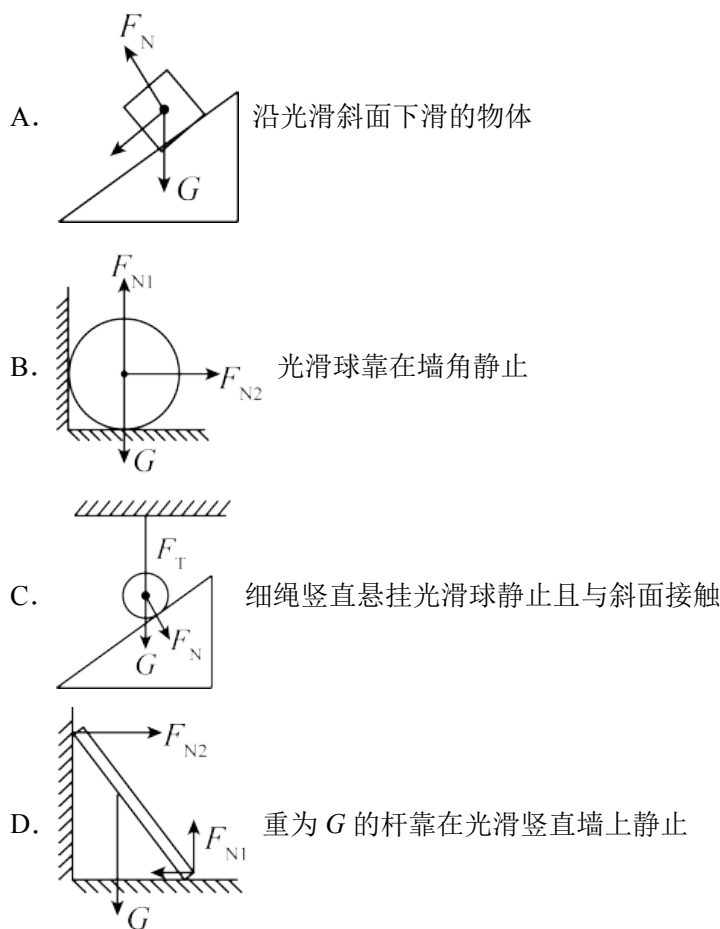 F_N
A. 沿光滑斜面下滑的物体
G
F_N1
B. F_N2 光滑球靠在墙角静止
G
F_T
C. 细绳竖直悬挂光滑球静止且与斜面接触
G F_N
F_N2
D. F_N1 重为 G 的杆靠在光滑竖直墙上静止
G